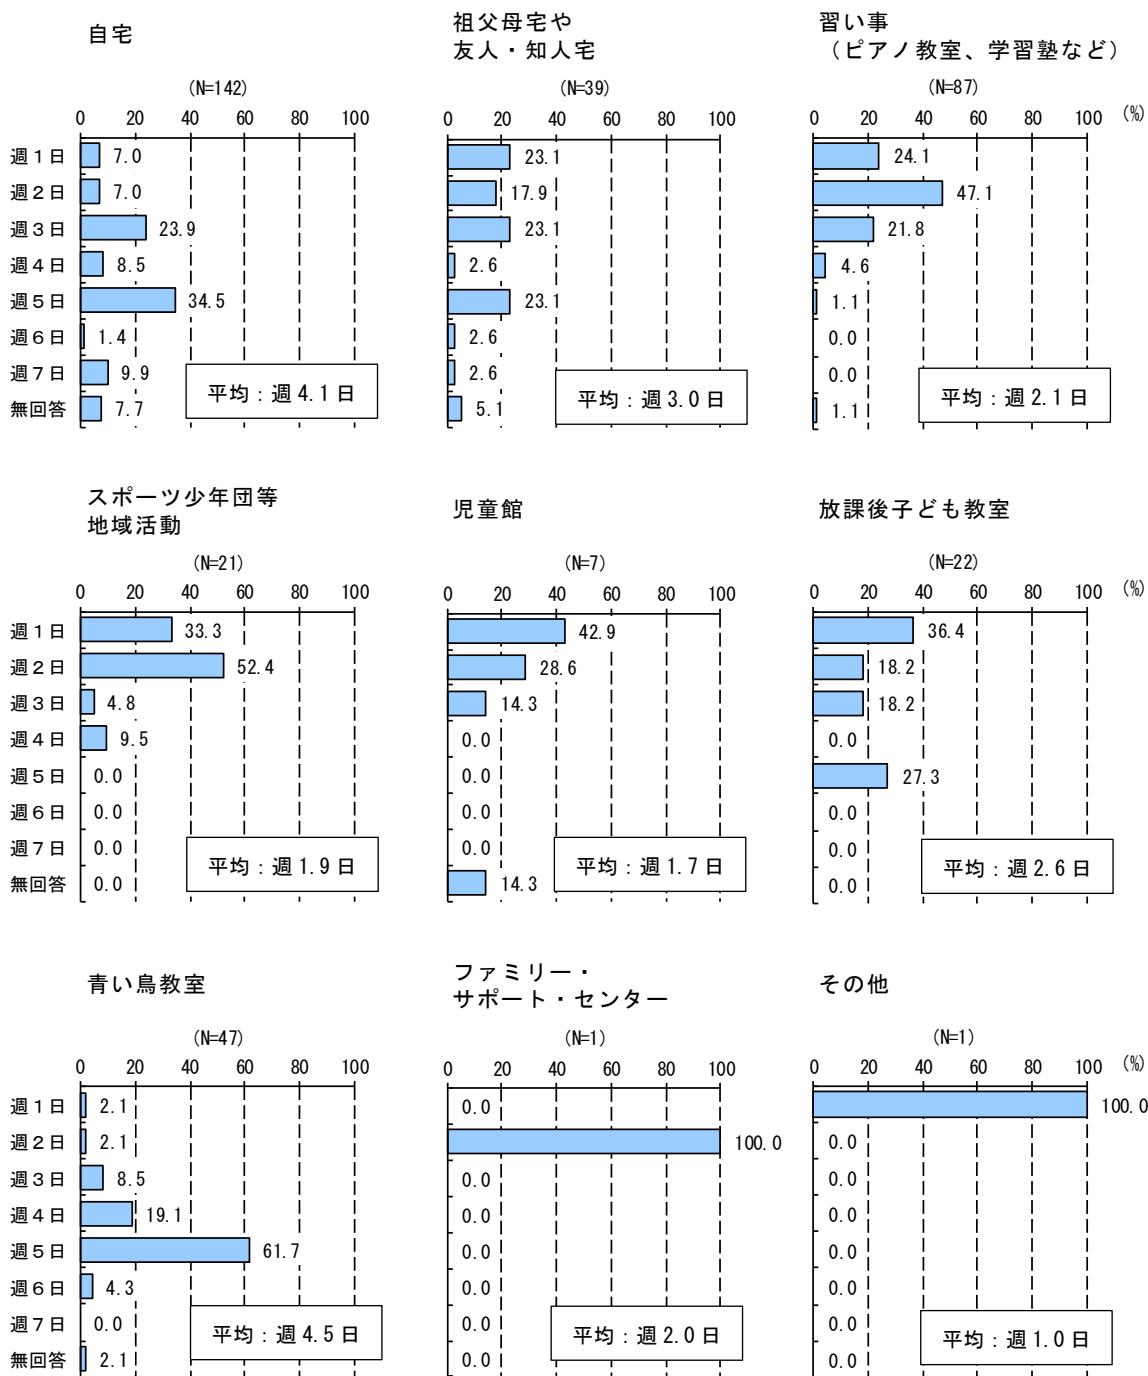 自宅
(N=142)
0 20 40 60 80 100
週1日 7.0
週2日 7.0
週3日 23.9
週4日 8.5
週5日 34.5
週6日 1.4
週7日 9.9
無回答 7.7
平均：週4.1日
祖父母宅や
友人・知人宅
(N=39)
0 20 40 60 80 100
23.1
17.9
23.1
2.6
23.1
2.6
2.6
5.1
平均：週3.0日
習い事
（ピアノ教室、学習塾など）
(N=87)
0 20 40 60 80 100 (%)
24.1
47.1
21.8
4.6
1.1
0.0
0.0
1.1
平均：週2.1日
スポーツ少年団等
地域活動
(N=21)
0 20 40 60 80 100
週1日 33.3
週2日 52.4
週3日 4.8
週4日 9.5
週5日 0.0
週6日 0.0
週7日 0.0
無回答 0.0
平均：週1.9日
児童館
(N=7)
0 20 40 60 80 100
42.9
28.6
14.3
0.0
0.0
0.0
0.0
14.3
平均：週1.7日
放課後子ども教室
(N=22)
0 20 40 60 80 100 (%)
36.4
18.2
18.2
0.0
27.3
0.0
0.0
0.0
平均：週2.6日
青い鳥教室
(N=47)
0 20 40 60 80 100
週1日 2.1
週2日 2.1
週3日 8.5
週4日 19.1
週5日 61.7
週6日 4.3
週7日 0.0
無回答 2.1
平均：週4.5日
ファミリー・
サポート・センター
(N=1)
0 20 40 60 80 100
0.0
100.0
0.0
0.0
0.0
0.0
0.0
0.0
平均：週2.0日
その他
(N=1)
0 20 40 60 80 100 (%)
100.0
0.0
0.0
0.0
0.0
0.0
0.0
0.0
平均：週1.0日